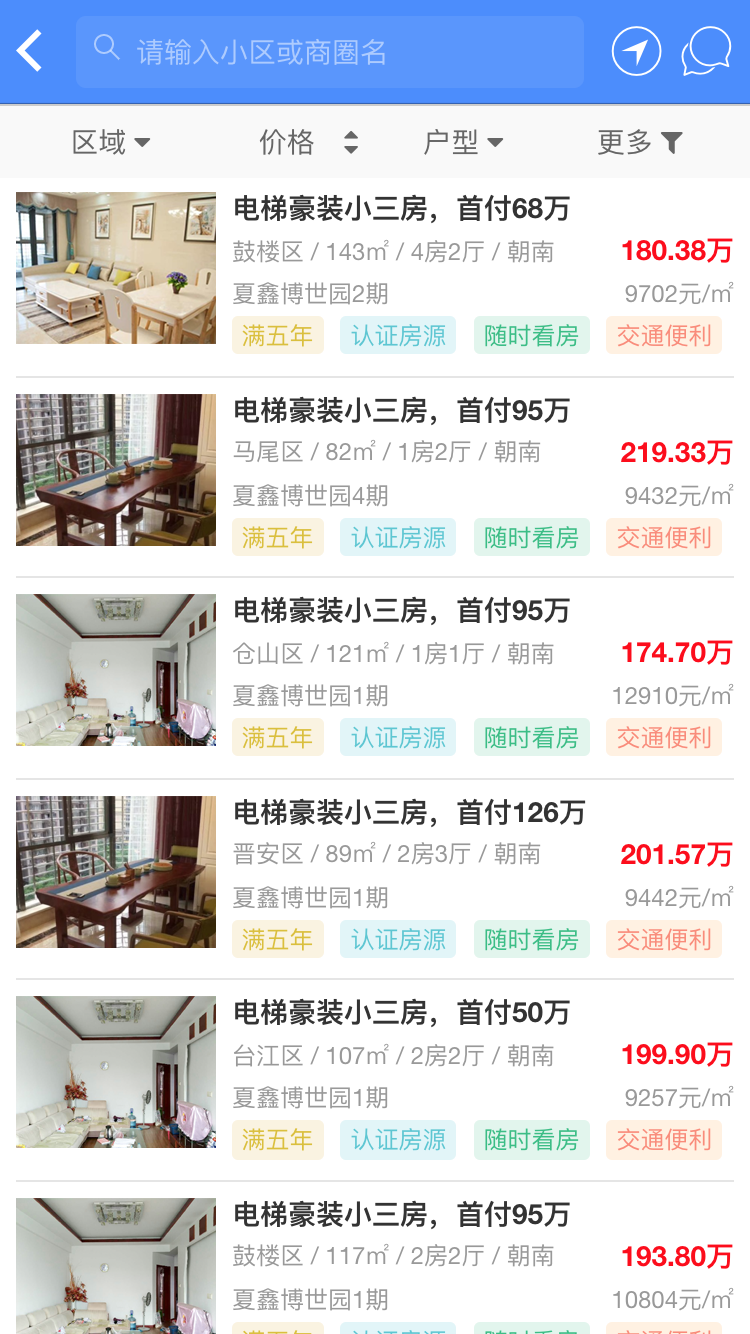 请输入小区或商圈名
区域 价格 户型 更多
电梯豪装小三房，首付68万
鼓楼区 / 143㎡ / 4房2厅 / 朝南 180.38万
夏鑫博世园2期 9702元/㎡
满五年 认证房源 随时看房 交通便利
电梯豪装小三房，首付95万
马尾区 / 82㎡ / 1房2厅 / 朝南 219.33万
夏鑫博世园4期 9432元/㎡
满五年 认证房源 随时看房 交通便利
电梯豪装小三房，首付95万
仓山区 / 121㎡ / 1房1厅 / 朝南 174.70万
夏鑫博世园1期 12910元/㎡
满五年 认证房源 随时看房 交通便利
电梯豪装小三房，首付126万
晋安区 / 89㎡ / 2房3厅 / 朝南 201.57万
夏鑫博世园1期 9442元/㎡
满五年 认证房源 随时看房 交通便利
电梯豪装小三房，首付50万
台江区 / 107㎡ / 2房2厅 / 朝南 199.90万
夏鑫博世园1期 9257元/㎡
满五年 认证房源 随时看房 交通便利
电梯豪装小三房，首付95万
鼓楼区 / 117㎡ / 2房2厅 / 朝南 193.80万
夏鑫博世园1期 10804元/㎡